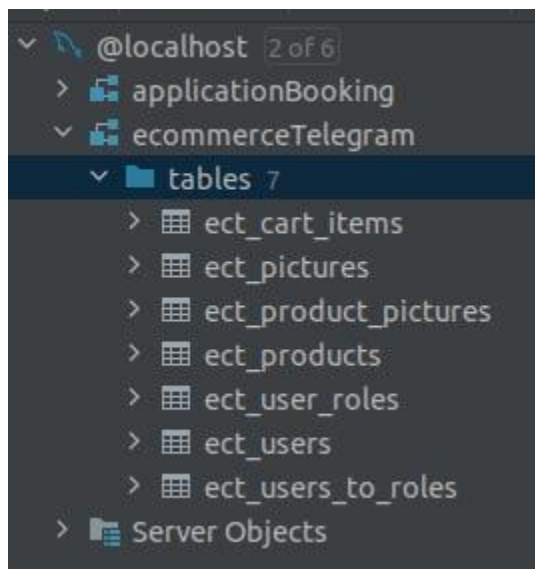 @localhost 2 of 6
applicationBooking
ecommerceTelegram
tables 7
ect_cart_items
ect_pictures
ect_product_pictures
ect_products
ect_user_roles
ect_users
ect_users_to_roles
Server Objects